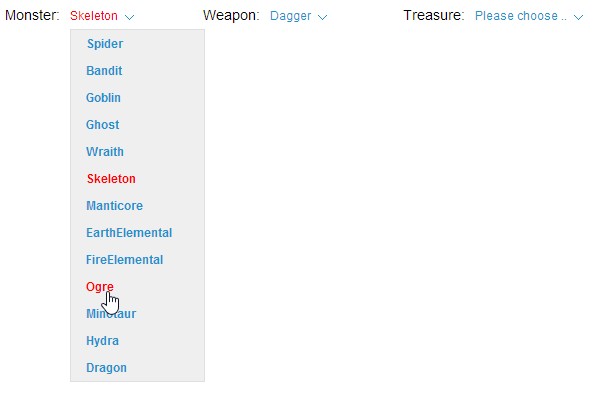 Monster: Skeleton Weapon: Dagger Treasure: Please choose ..
Spider
Bandit
Goblin
Ghost
Wraith
Skeleton
Manticore
EarthElemental
FireElemental
Ogre
Minotaur
Hydra
Dragon